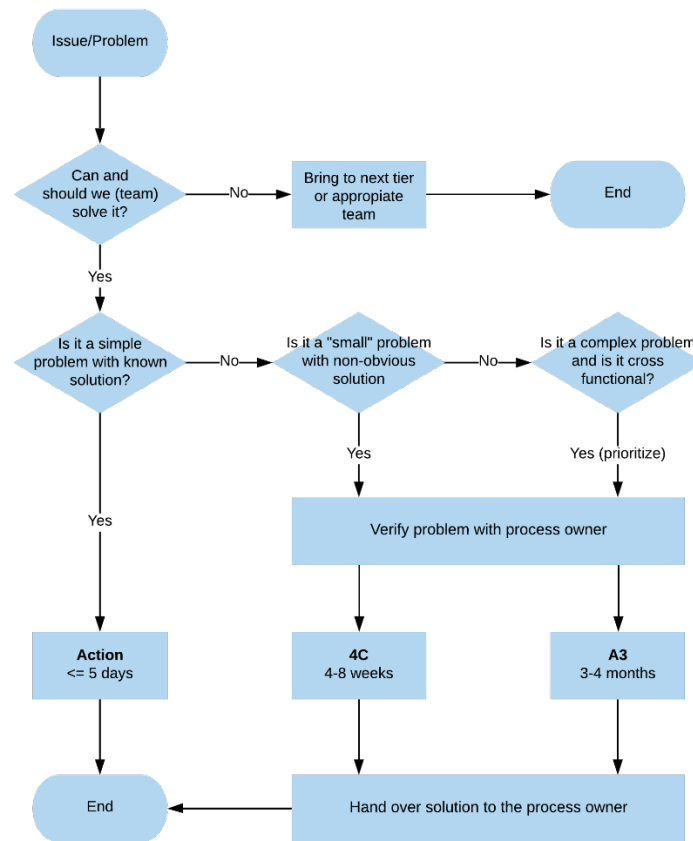 Issue/Problem
Can and
should we (team)
solve it?
No
Bring to next tier
or appropiate
team
End
Yes
Is it a simple
problem with known
solution?
No
Is it a "small" problem
with non-obvious
solution
No
Is it a complex problem
and is it cross
functional?
Yes
Yes (prioritize)
Yes
Verify problem with process owner
Action
<= 5 days
4C
4-8 weeks
A3
3-4 months
End
Hand over solution to the process owner